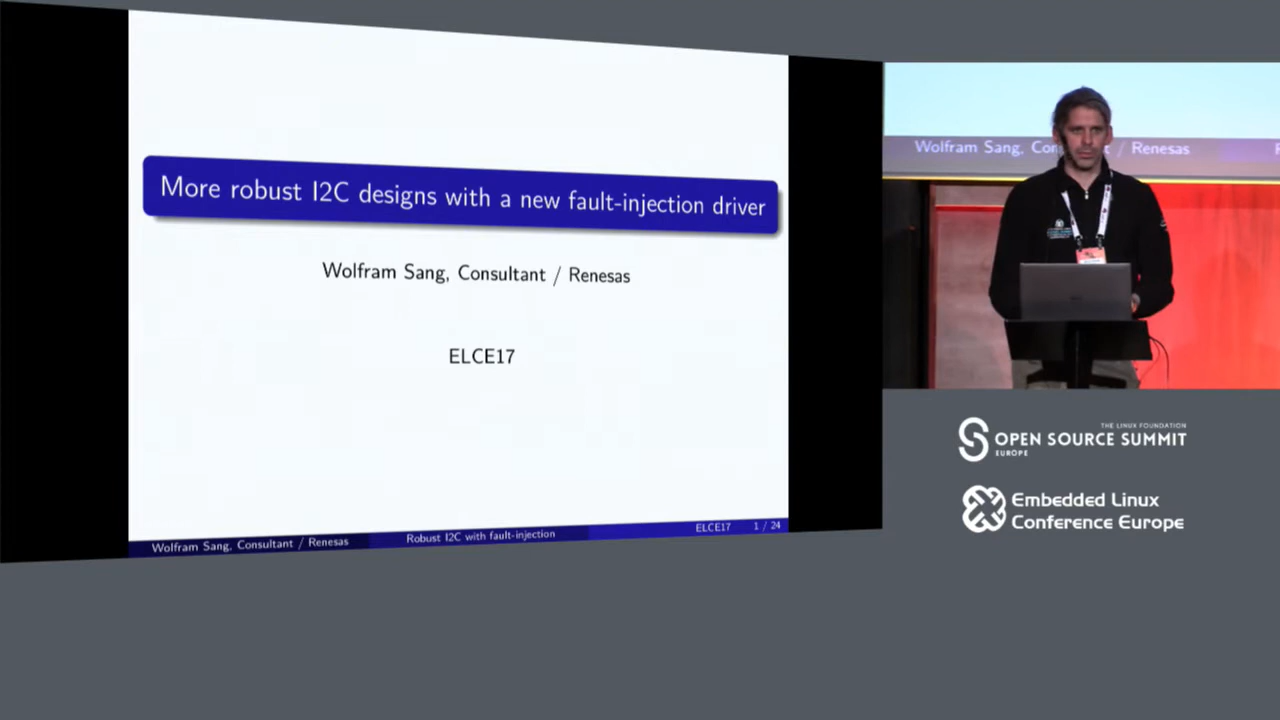 More robust I2C designs with a new fault-injection driver
Wolfram Sang, Consultant / Renesas
ELCE17
Wolfram Sang, Consultant / Renesas
Robust I2C with fault-injection
ELCE17 1 / 24
Wolfram Sang, Con / Renesas
THE LINUX FOUNDATION
OPEN SOURCE SUMMIT
EUROPE
Embedded Linux
Conference Europe